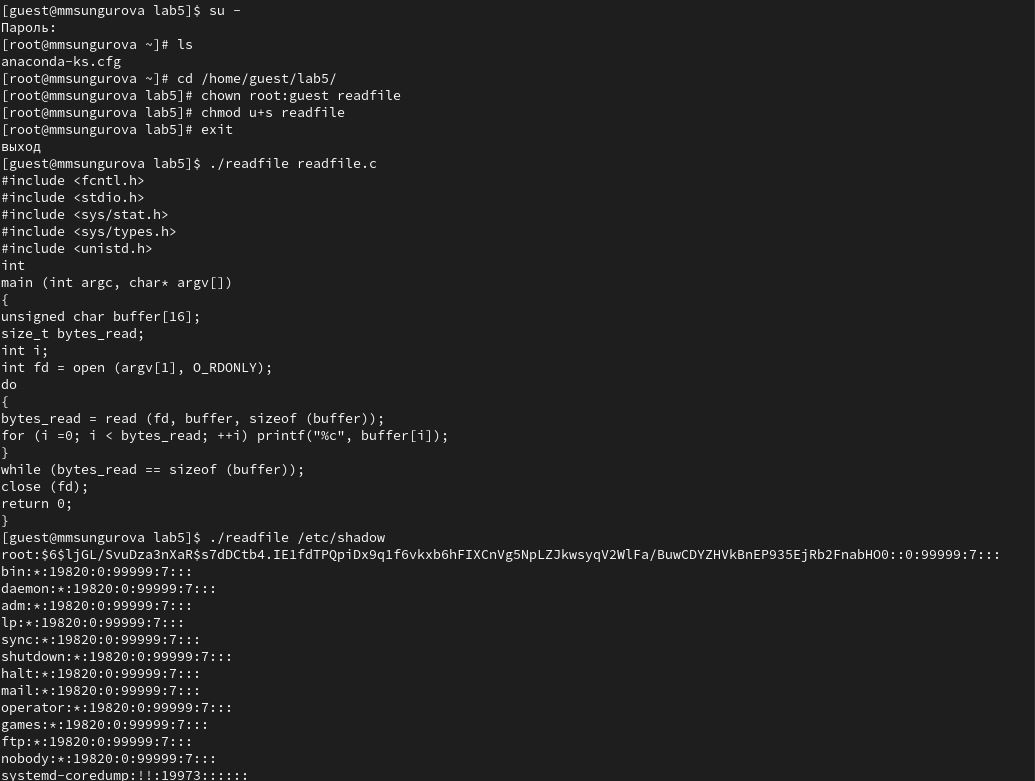 [guest@mmsungurova lab5]$ su -
Пароль:
[root@mmsungurova ~]# ls
anaconda-ks.cfg
[root@mmsungurova ~]# cd /home/guest/lab5/
[root@mmsungurova lab5]# chown root:guest readfile
[root@mmsungurova lab5]# chmod u+s readfile
[root@mmsungurova lab5]# exit
выход
[guest@mmsungurova lab5]$ ./readfile readfile.c
#include <fcntl.h>
#include <stdio.h>
#include <sys/stat.h>
#include <sys/types.h>
#include <unistd.h>
int
main (int argc, char* argv[])
{
unsigned char buffer[16];
size_t bytes_read;
int i;
int fd = open (argv[1], O_RDONLY);
do
{
bytes_read = read (fd, buffer, sizeof (buffer));
for (i =0; i < bytes_read; ++i) printf("%c", buffer[i]);
}
while (bytes_read == sizeof (buffer));
close (fd);
return 0;
}
[guest@mmsungurova lab5]$ ./readfile /etc/shadow
root:$6$ljGL/SvuDza3nXaR$s7dDCtb4.IE1fdTPQpiDx9q1f6vkxb6hFIXCnVg5NpLZJkwsyqV2WlFa/BuwCDYZHVkBnEP935EjRb2FnabHO0::0:99999:7:::
bin:*:19820:0:99999:7:::
daemon:*:19820:0:99999:7:::
adm:*:19820:0:99999:7:::
lp:*:19820:0:99999:7:::
sync:*:19820:0:99999:7:::
shutdown:*:19820:0:99999:7:::
halt:*:19820:0:99999:7:::
mail:*:19820:0:99999:7:::
operator:*:19820:0:99999:7:::
games:*:19820:0:99999:7:::
ftp:*:19820:0:99999:7:::
nobody:*:19820:0:99999:7:::
systemd-coredump:!!:19973::::::